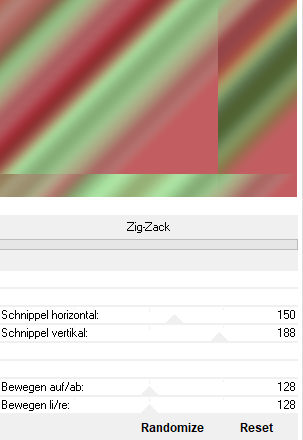 Zig-Zack
Schnippel horizontal: 150
Schnippel vertikal: 188
Bewegen auf/ab: 128
Bewegen li/re: 128
Randomize Reset